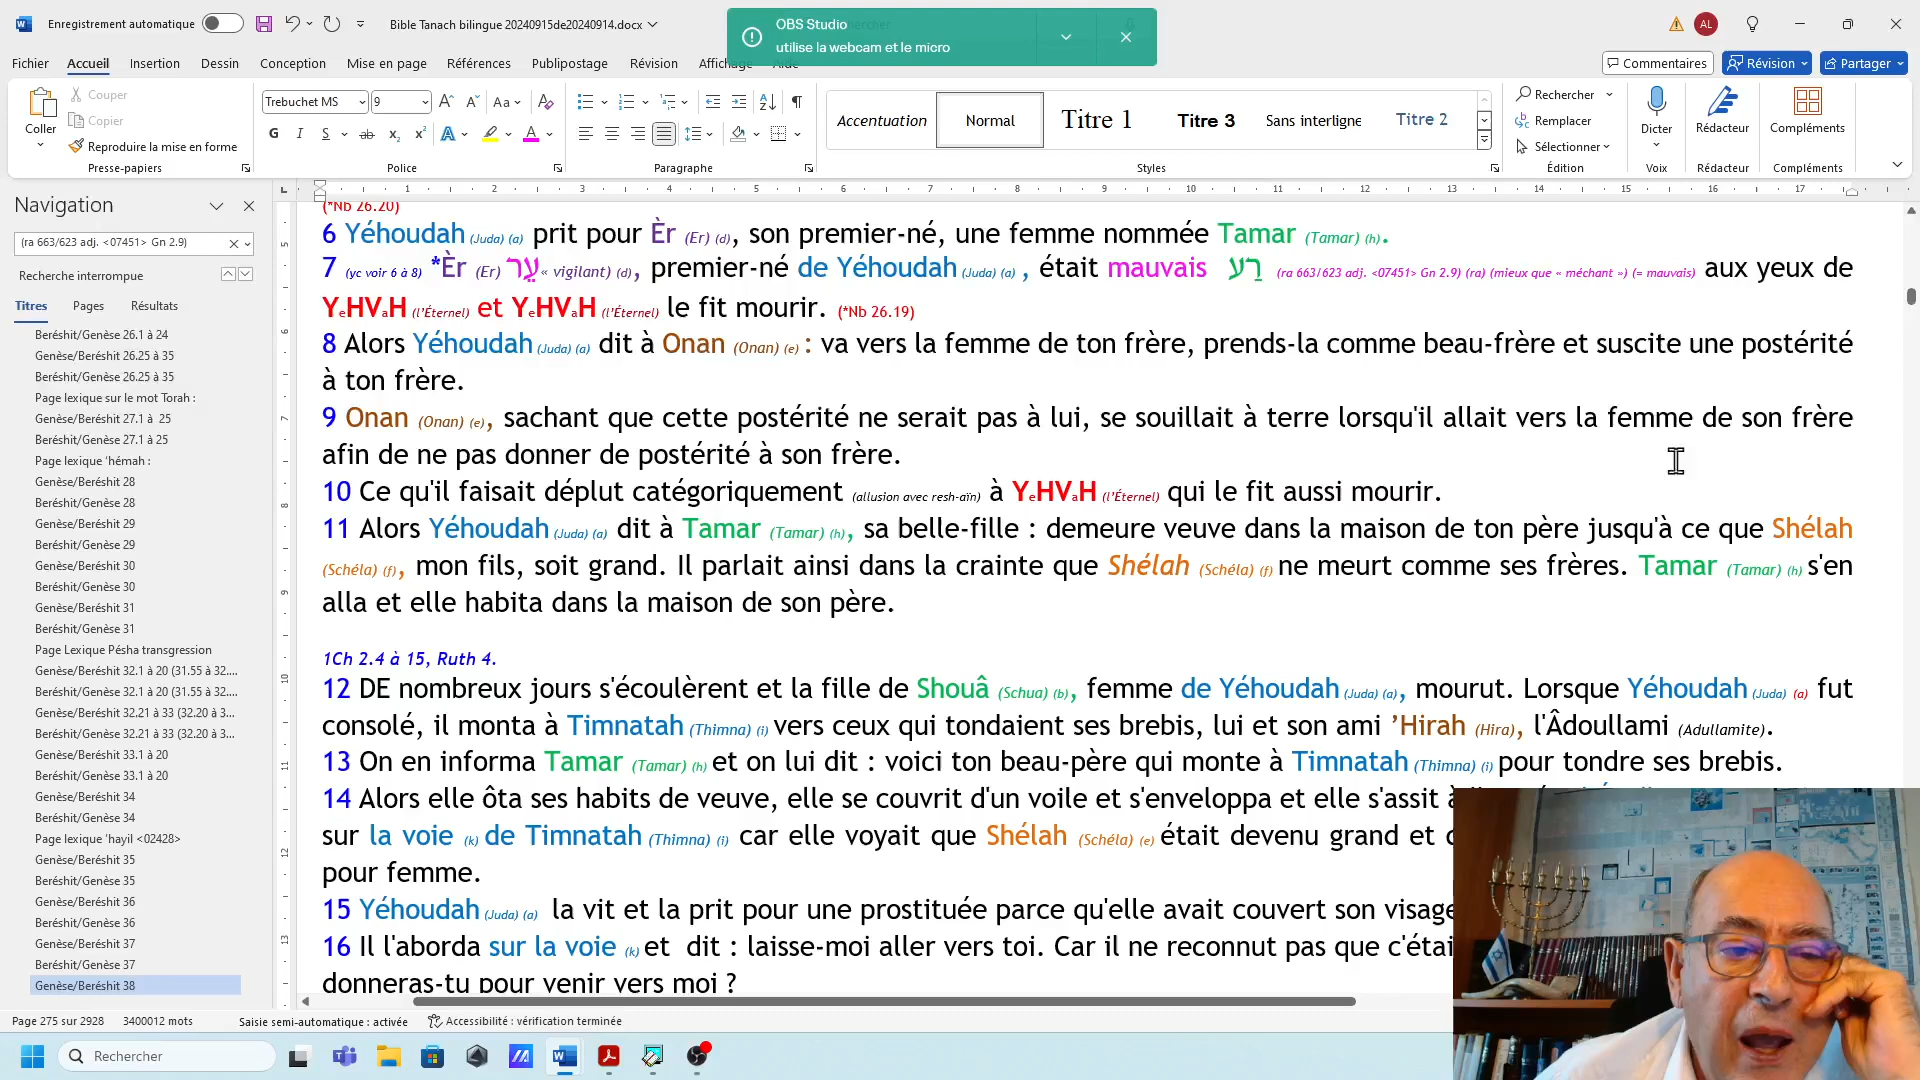 Enregistrement automatique
Bible Tanach bilingue 20240915de20240914.docx
OBS Studio
utilise la webcam et le micro
AL
Fichier Accueil Insertion Dessin Conception Mise en page Références Publipostage Révision Affichage Aide
Commentaires Révision Partager
Coller
Couper
Copier
Reproduire la mise en forme
Presse-papiers
Trebuchet MS 9
Police
Paragraphe
Accentuation Normal Titre 1 Titre 3 Sans interligne Titre 2
Styles
Rechercher
Remplacer
Sélectionner
Édition
Dicter
Voix
Rédacteur
Rédacteur
Compléments
Compléments
Navigation
(ra 663/623 adj. <07451> Gn 2.9)
Recherche interrompue
Titres Pages Résultats
Beréshit/Genèse 26.1 à 24
Genèse/Beréshit 26.25 à 35
Beréshit/Genèse 26.25 à 35
Page lexique sur le mot Torah :
Genèse/Beréshit 27.1 à 25
Beréshit/Genèse 27.1 à 25
Page lexique ‘hémah :
Genèse/Beréshit 28
Beréshit/Genèse 28
Genèse/Beréshit 29
Beréshit/Genèse 29
Genèse/Beréshit 30
Beréshit/Genèse 30
Genèse/Beréshit 31
Beréshit/Genèse 31
Page Lexique Pésha transgression
Genèse/Beréshit 32.1 à 20 (31.55 à 32....
Beréshit/Genèse 32.1 à 20 (31.55 à 32....
Genèse/Beréshit 32.21 à 33 (32.20 à 3...
Beréshit/Genèse 32.21 à 33 (32.20 à 3...
Genèse/Beréshit 33.1 à 20
Beréshit/Genèse 33.1 à 20
Genèse/Beréshit 34
Beréshit/Genèse 34
Page lexique 'hayil <02428>
Genèse/Beréshit 35
Beréshit/Genèse 35
Genèse/Beréshit 36
Beréshit/Genèse 36
Genèse/Beréshit 37
Beréshit/Genèse 37
Genèse/Beréshit 38
(*Nb 26.20)
6 Yéhoudah (Juda) (a) prit pour Èr (Er) (d), son premier-né, une femme nommée Tamar (Tamar) (h).
7 (yc voir 6 à 8) *Èr (Er) עֵר« vigilant) (d), premier-né de Yéhoudah (Juda) (a) , était mauvais רַע (ra 663/623 adj. <07451> Gn 2.9) (ra) (mieux que « méchant ») (= mauvais) aux yeux de
YeHVaH (l’Éternel) et YeHVaH (l’Éternel) le fit mourir. (*Nb 26.19)
8 Alors Yéhoudah (Juda) (a) dit à Onan (Onan) (e) : va vers la femme de ton frère, prends-la comme beau-frère et suscite une postérité
à ton frère.
9 Onan (Onan) (e), sachant que cette postérité ne serait pas à lui, se souillait à terre lorsqu'il allait vers la femme de son frère
afin de ne pas donner de postérité à son frère.
10 Ce qu'il faisait déplut catégoriquement (allusion avec resh-aïn) à YeHVaH (l’Éternel) qui le fit aussi mourir.
11 Alors Yéhoudah (Juda) (a) dit à Tamar (Tamar) (h), sa belle-fille : demeure veuve dans la maison de ton père jusqu'à ce que Shélah
(Schéla) (f), mon fils, soit grand. Il parlait ainsi dans la crainte que Shélah (Schéla) (f) ne meurt comme ses frères. Tamar (Tamar) (h) s'en
alla et elle habita dans la maison de son père.
1Ch 2.4 à 15, Ruth 4.
12 DE nombreux jours s'écoulèrent et la fille de Shouâ (Schua) (b), femme de Yéhoudah (Juda) (a), mourut. Lorsque Yéhoudah (Juda) (a) fut
consolé, il monta à Timnatah (Thimna) (i) vers ceux qui tondaient ses brebis, lui et son ami ’Hirah (Hira), l'Âdoullami (Adullamite).
13 On en informa Tamar (Tamar) (h) et on lui dit : voici ton beau-père qui monte à Timnatah (Thimna) (i) pour tondre ses brebis.
14 Alors elle ôta ses habits de veuve, elle se couvrit d'un voile et s'enveloppa et elle s'assit à
sur la voie (k) de Timnatah (Thimna) (i) car elle voyait que Shélah (Schéla) (e) était devenu grand et
pour femme.
15 Yéhoudah (Juda) (a) la vit et la prit pour une prostituée parce qu'elle avait couvert son visage
16 Il l'aborda sur la voie (k) et dit : laisse-moi aller vers toi. Car il ne reconnut pas que c'étai
donneras-tu pour venir vers moi ?
Page 275 sur 2928 3400012 mots Saisie semi-automatique : activée Accessibilité : vérification terminée
Rechercher